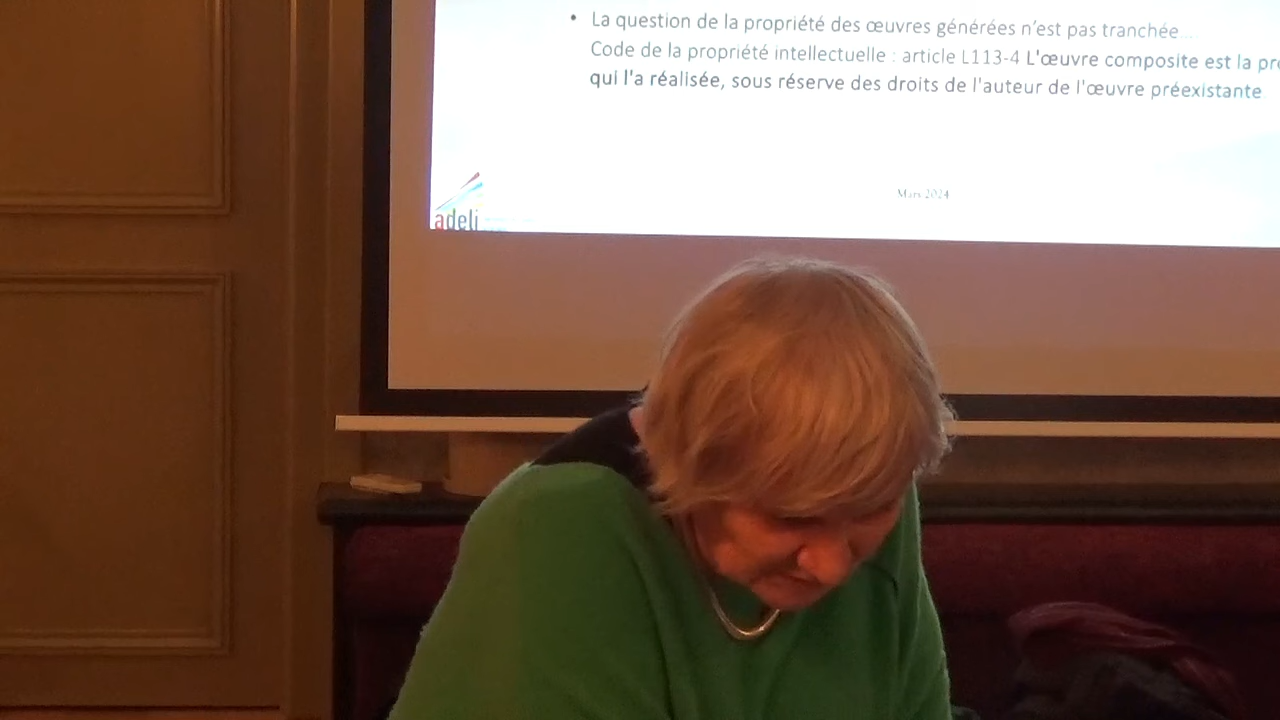 • La question de la propriété des œuvres générées n'est pas tranchée...
Code de la propriété intellectuelle : article L113-4 L'œuvre composite est la pr
qui l'a réalisée, sous réserve des droits de l'auteur de l'œuvre préexistante
Mars 2024
adeli